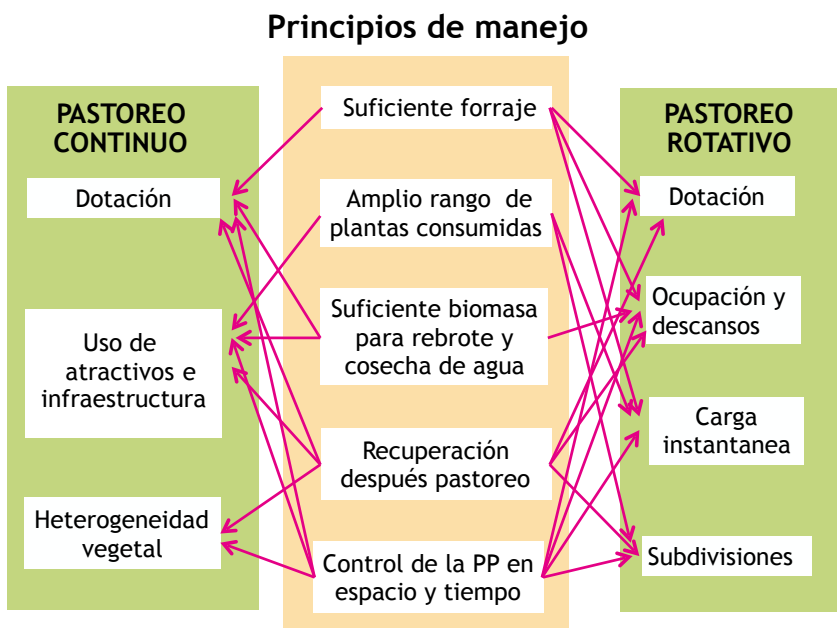 Principios de manejo
PASTOREO
CONTINUO
Dotación
Uso de
atractivos e
infraestructura
Heterogeneidad
vegetal
Suficiente forraje
Amplio rango de
plantas consumidas
Suficiente biomasa
para rebrote y
cosecha de agua
Recuperación
después pastoreo
Control de la PP en
espacio y tiempo
PASTOREO
ROTATIVO
Dotación
Ocupación y
descansos
Carga
instantanea
Subdivisiones